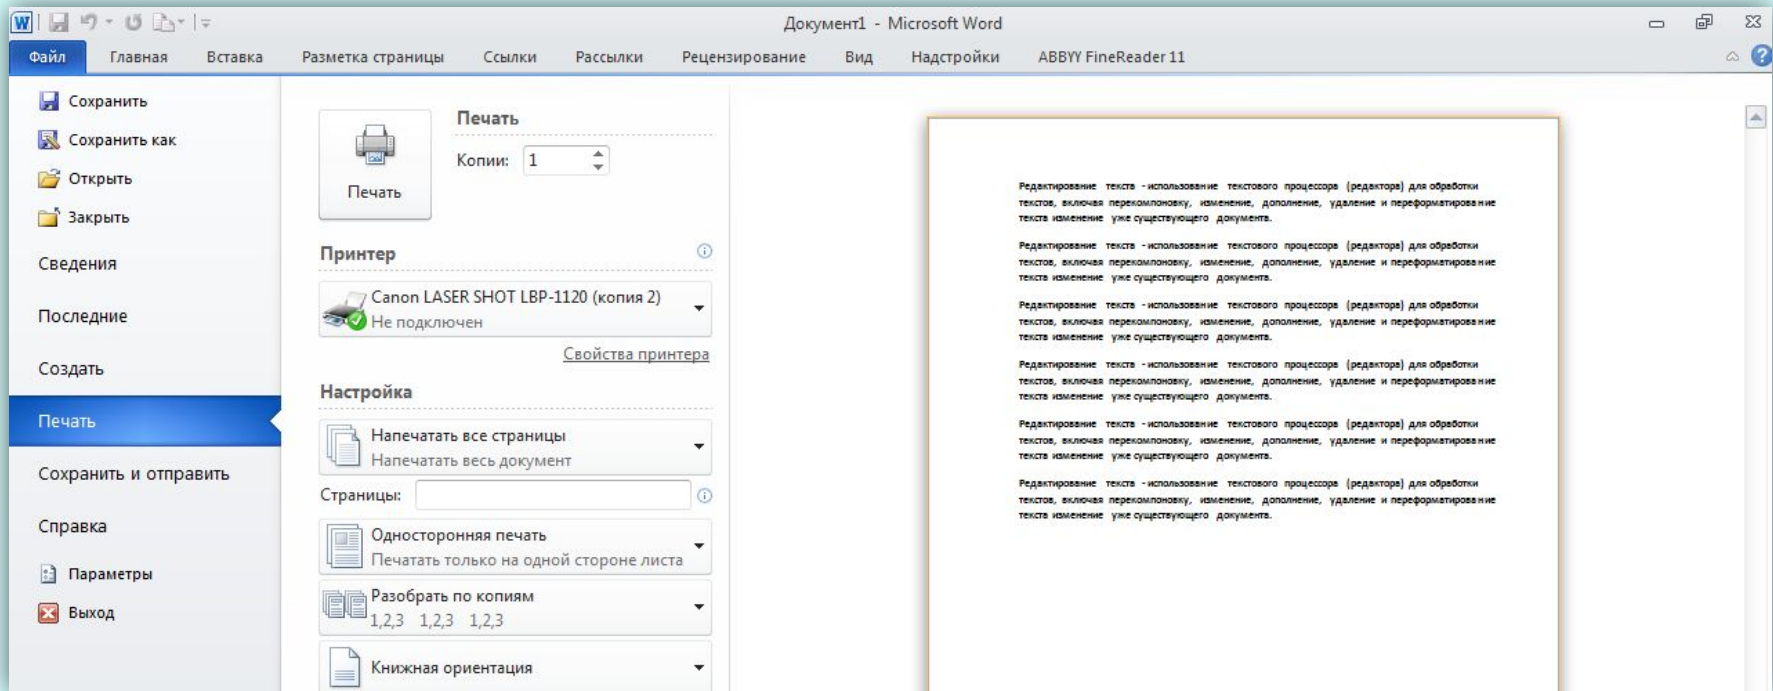 Документ1 - Microsoft Word
Файл Главная Вставка Разметка страницы Ссылки Рассылки Рецензирование Вид Надстройки ABBYY FineReader 11
Сохранить
Сохранить как
Открыть
Закрыть
Сведения
Последние
Создать
Печать
Сохранить и отправить
Справка
Параметры
Выход
Печать
Печать
Копии: 1
Принтер
Canon LASER SHOT LBP-1120 (копия 2)
Не подключен
Свойства принтера
Настройка
Напечатать все страницы
Напечатать весь документ
Страницы:
Односторонняя печать
Печатать только на одной стороне листа
Разобрать по копиям
1,2,3 1,2,3 1,2,3
Книжная ориентация
Редактирование текста - использование текстового процессора (редактора) для обработки
текстов, включая перекомпоновку, изменение, дополнение, удаление и переформатирование
текста изменение уже существующего документа.
Редактирование текста - использование текстового процессора (редактора) для обработки
текстов, включая перекомпоновку, изменение, дополнение, удаление и переформатирование
текста изменение уже существующего документа.
Редактирование текста - использование текстового процессора (редактора) для обработки
текстов, включая перекомпоновку, изменение, дополнение, удаление и переформатирование
текста изменение уже существующего документа.
Редактирование текста - использование текстового процессора (редактора) для обработки
текстов, включая перекомпоновку, изменение, дополнение, удаление и переформатирование
текста изменение уже существующего документа.
Редактирование текста - использование текстового процессора (редактора) для обработки
текстов, включая перекомпоновку, изменение, дополнение, удаление и переформатирование
текста изменение уже существующего документа.
Редактирование текста - использование текстового процессора (редактора) для обработки
текстов, включая перекомпоновку, изменение, дополнение, удаление и переформатирование
текста изменение уже существующего документа.